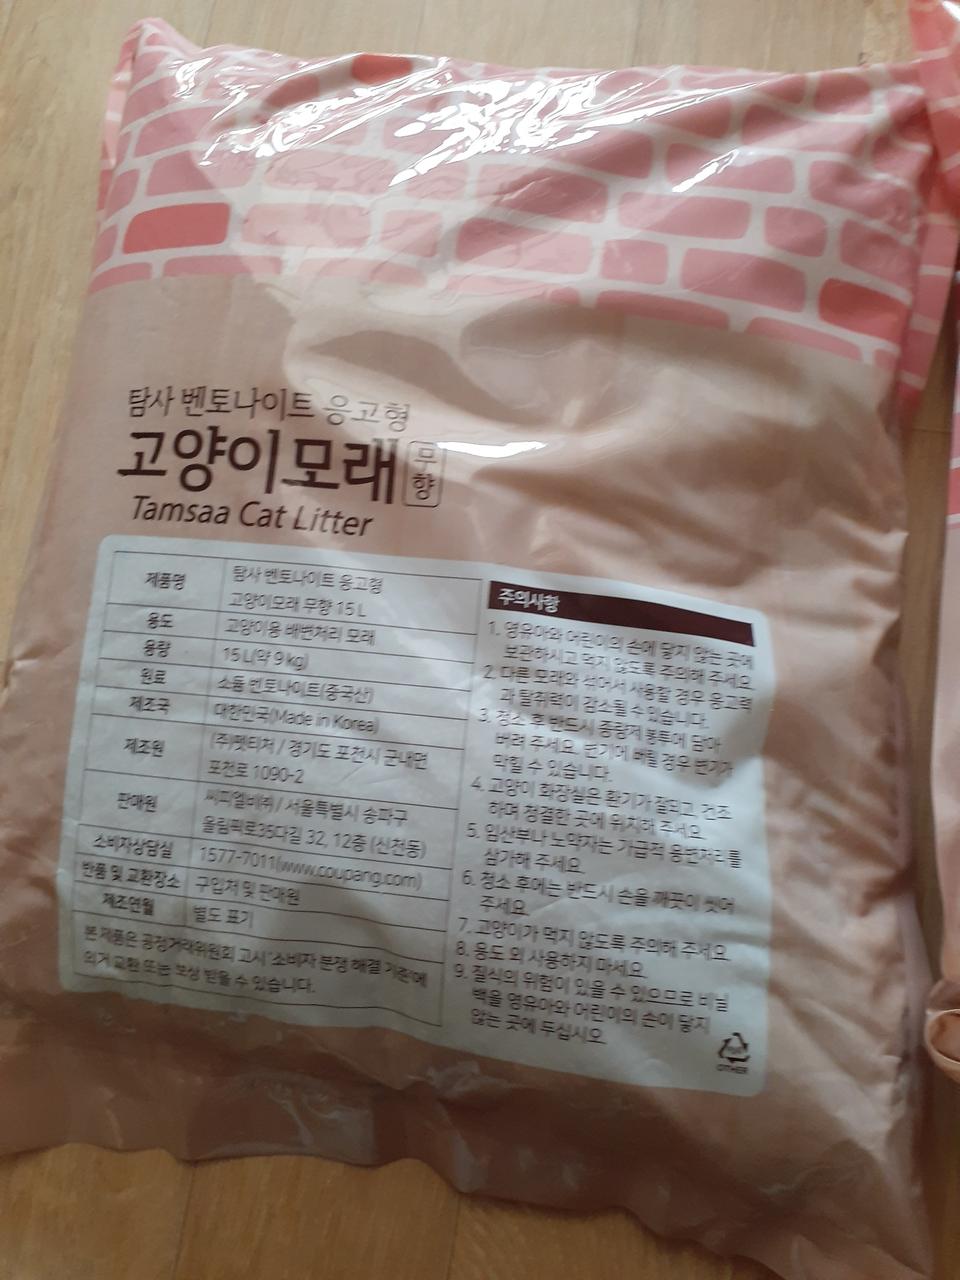 탐사 벤토나이트 응고형
고양이모래 무향
Tamsaa Cat Litter
제품명 탐사 벤토나이트 응고형
고양이모래 무향 15 L
용도 고양이용 배변처리 모래
용량 15 L(약 9 kg)
원료 소듐 벤토나이트(중국산)
제조국 대한민국(Made in Korea)
제조원 (주)펫티처 / 경기도 포천시 군내면
포천로 1090-2
판매원 씨피엘비㈜ / 서울특별시 송파구
올림픽로35다길 32, 12층 (신천동)
소비자상담실 1577-7011(www.coupang.com)
반품 및 교환장소 구입처 및 판매원
제조연월 별도 표기
본 제품은 공정거래위원회 고시 '소비자 분쟁 해결 기준'에
의거 교환 또는 보상 받을 수 있습니다.
주의사항
1. 영유아와 어린이의 손에 닿지 않는 곳에
보관하시고 먹지 않도록 주의해 주세요.
2. 다른 모래와 섞어서 사용할 경우 응고력
과 탈취력이 감소될 수 있습니다.
3. 청소 후 반드시 종량제 봉투에 담아
버려 주세요. 변기에 버릴 경우 변기가
막힐 수 있습니다.
4. 고양이 화장실은 환기가 잘되고, 건조
하며 청결한 곳에 위치해 주세요.
5. 임산부나 노약자는 가급적 용변처리를
삼가해 주세요.
6. 청소 후에는 반드시 손을 깨끗이 씻어
주세요.
7. 고양이가 먹지 않도록 주의해 주세요.
8. 용도 외 사용하지 마세요.
9. 질식의 위험이 있을 수 있으므로 비닐
백을 영유아와 어린이의 손이 닿지
않는 곳에 두십시오.
OTHER